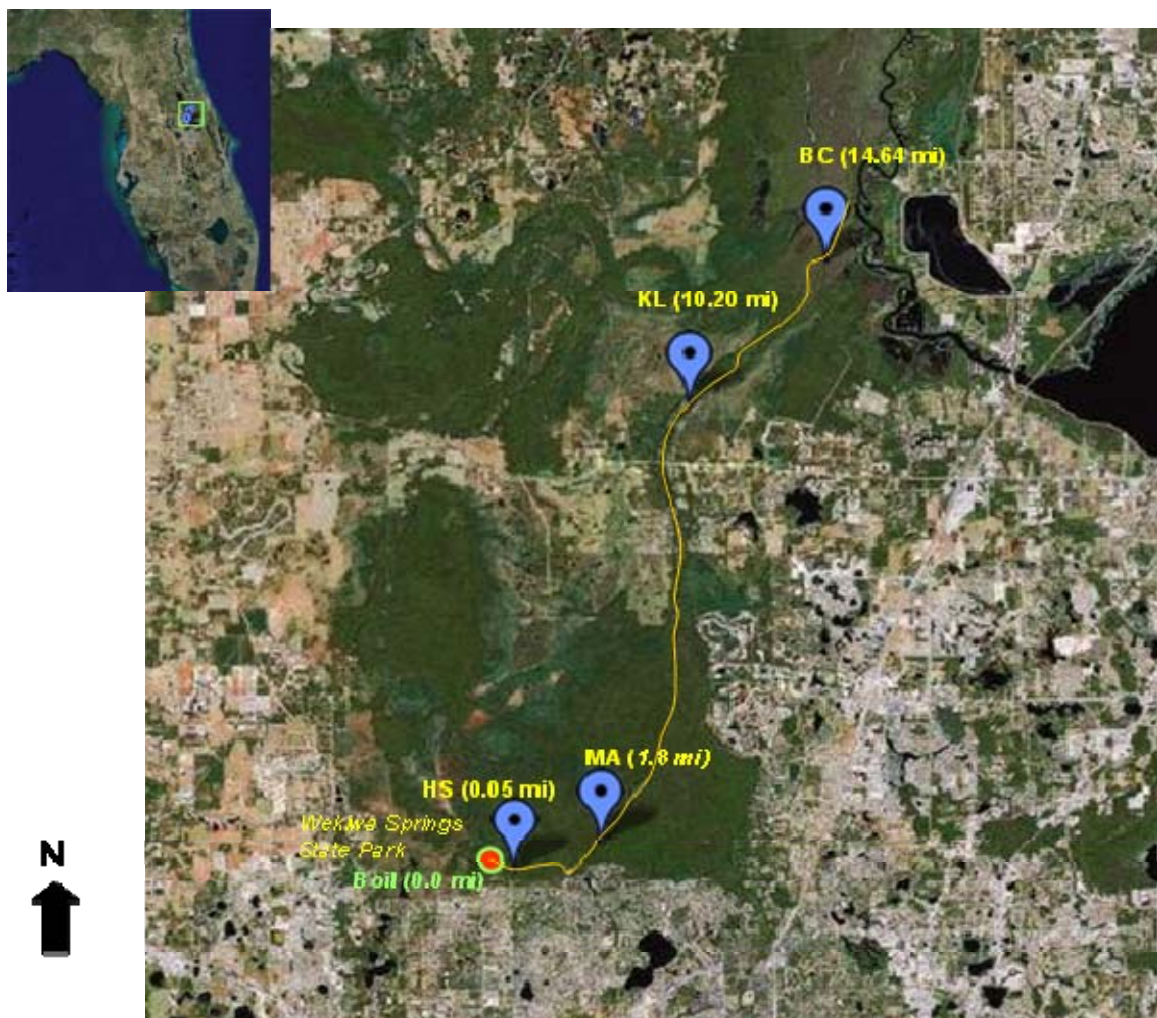 BC (14.64 mi)
KL (10.20 mi)
MA (1.8 mi)
HS (0.05 mi)
Wekiwa Springs
State Park
Boil (0.0 mi)
N